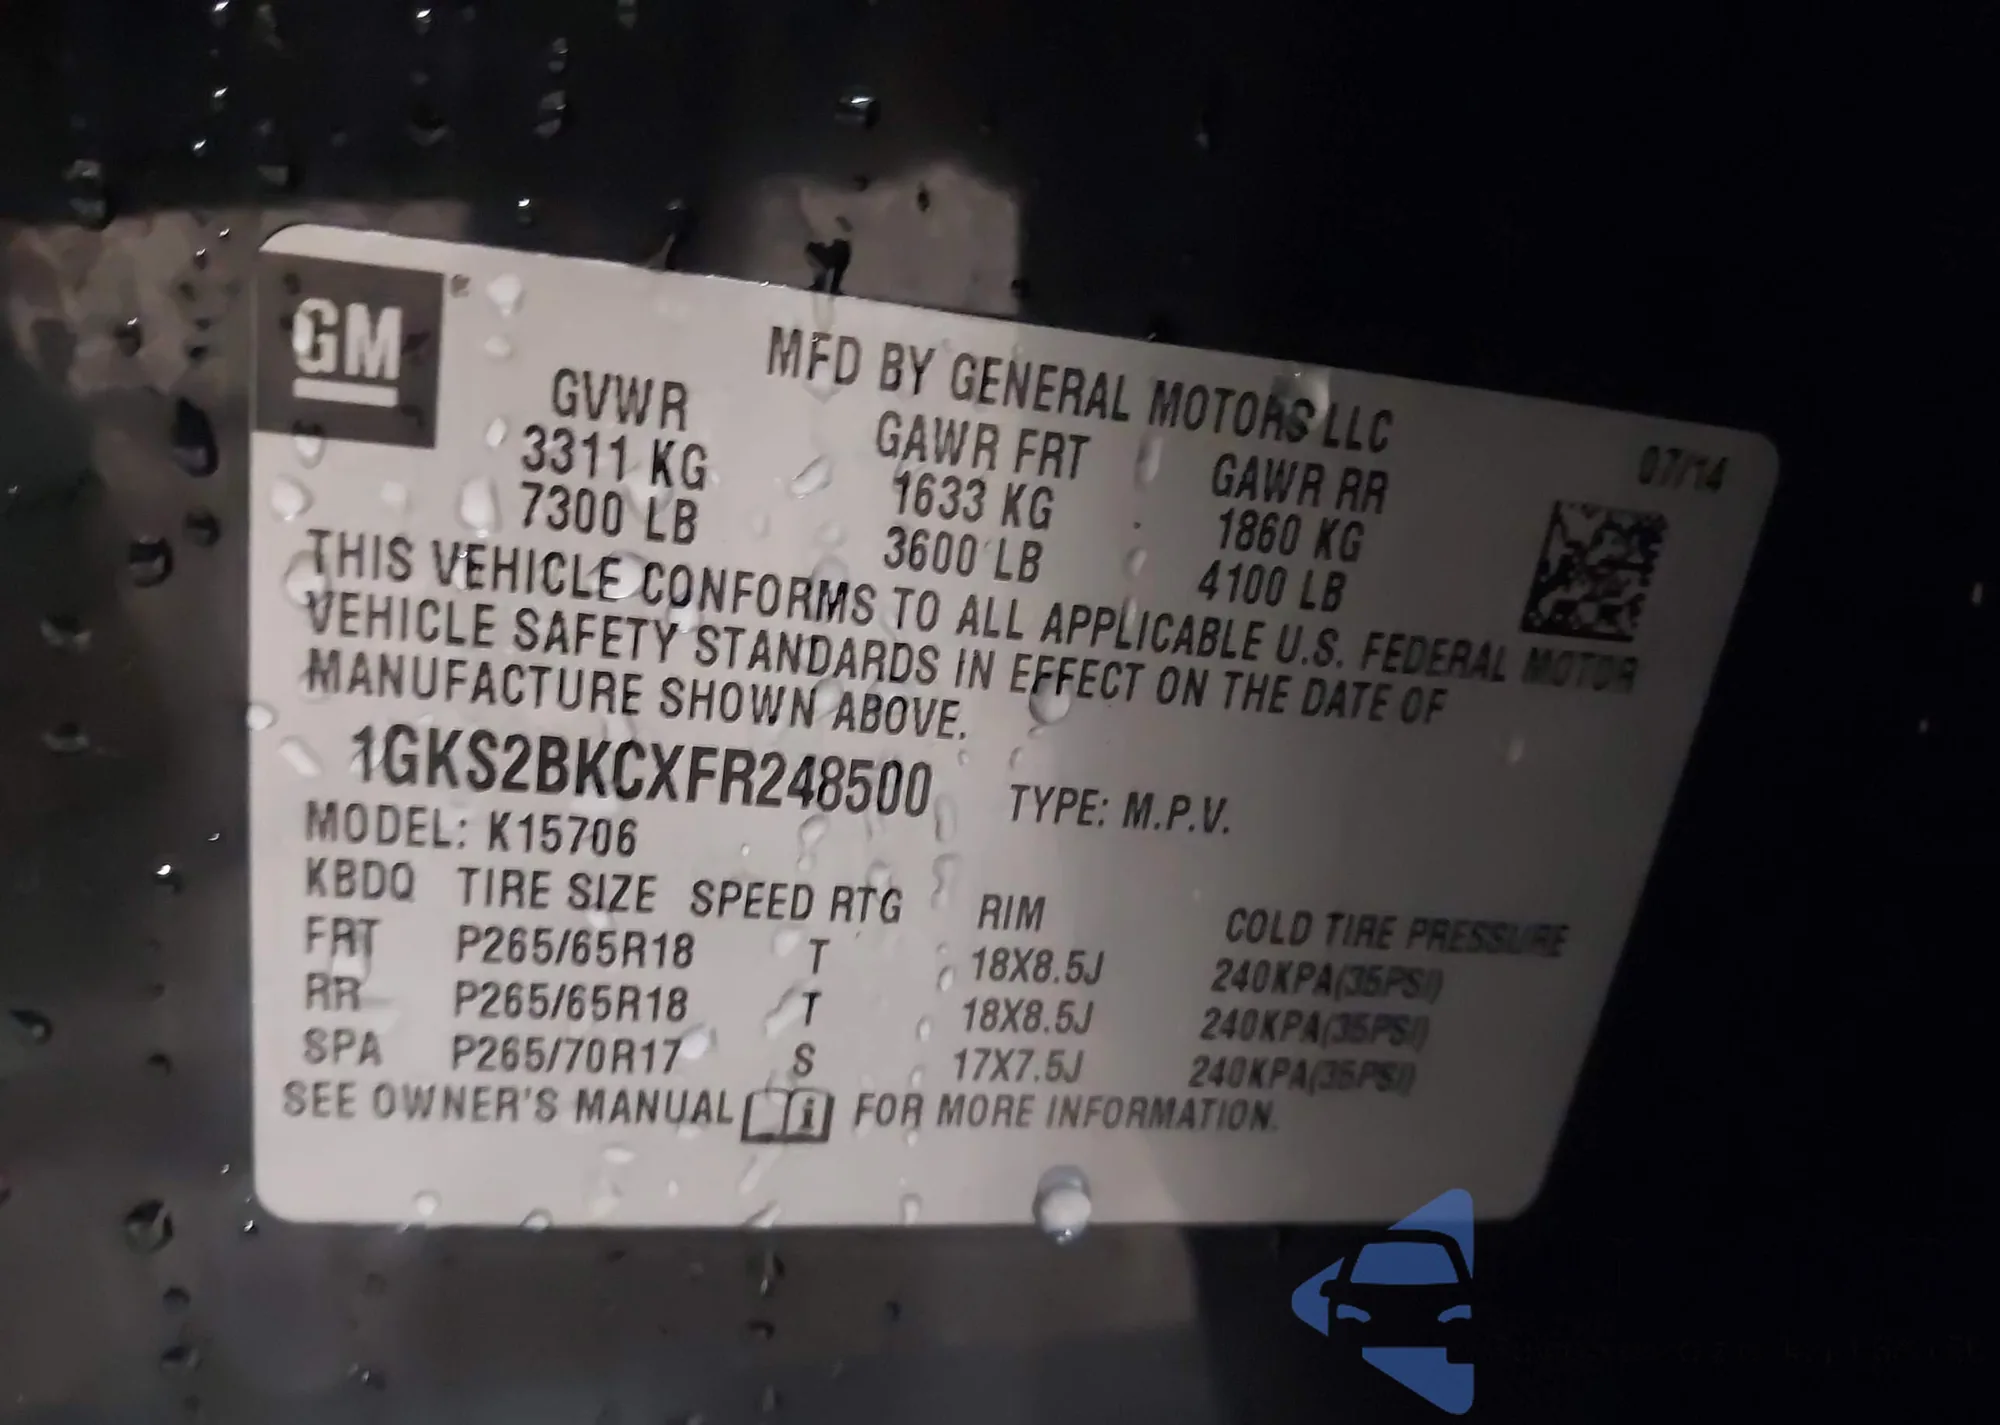 GM
MFD BY GENERAL MOTORS LLC
07/14
GVWR GAWR FRT GAWR RR
3311 KG 1633 KG 1860 KG
7300 LB 3600 LB 4100 LB
THIS VEHICLE CONFORMS TO ALL APPLICABLE U.S. FEDERAL MOTOR
VEHICLE SAFETY STANDARDS IN EFFECT ON THE DATE OF
MANUFACTURE SHOWN ABOVE.
1GKS2BKCXFR248500 TYPE: M.P.V.
MODEL: K15706
KBDQ TIRE SIZE SPEED RTG RIM COLD TIRE PRESSURE
FRT P265/65R18 T 18X8.5J 240KPA(35PSI)
RR P265/65R18 T 18X8.5J 240KPA(35PSI)
SPA P265/70R17 S 17X7.5J 240KPA(35PSI)
SEE OWNER'S MANUAL i FOR MORE INFORMATION.